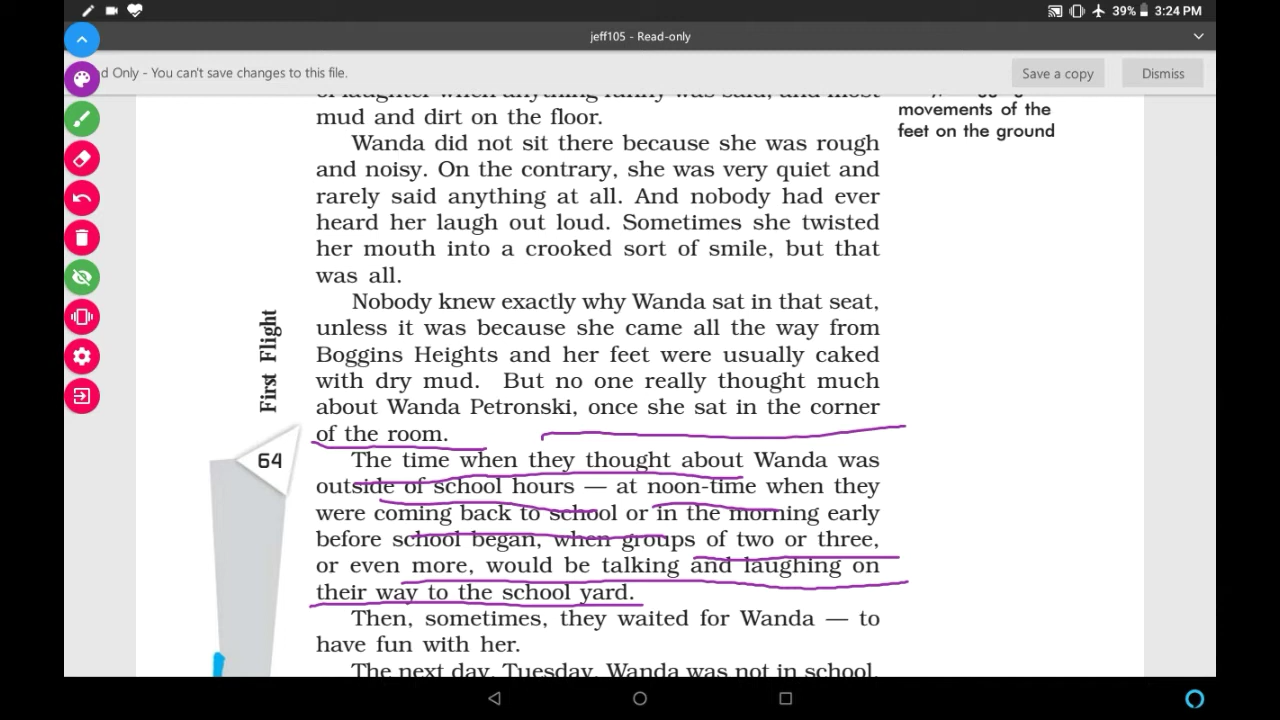 39% 3:24 PM
jeff105 - Read-only
d Only - You can't save changes to this file.
Save a copy
Dismiss
of laughter when anything funny was said, and most
mud and dirt on the floor.
Wanda did not sit there because she was rough
and noisy. On the contrary, she was very quiet and
rarely said anything at all. And nobody had ever
heard her laugh out loud. Sometimes she twisted
her mouth into a crooked sort of smile, but that
was all.
Nobody knew exactly why Wanda sat in that seat,
unless it was because she came all the way from
Boggins Heights and her feet were usually caked
with dry mud. But no one really thought much
about Wanda Petronski, once she sat in the corner
of the room.
The time when they thought about Wanda was
outside of school hours — at noon-time when they
were coming back to school or in the morning early
before school began, when groups of two or three,
or even more, would be talking and laughing on
their way to the school yard.
Then, sometimes, they waited for Wanda — to
have fun with her.
The next day, Tuesday, Wanda was not in school,
movements of the
feet on the ground
First Flight
64